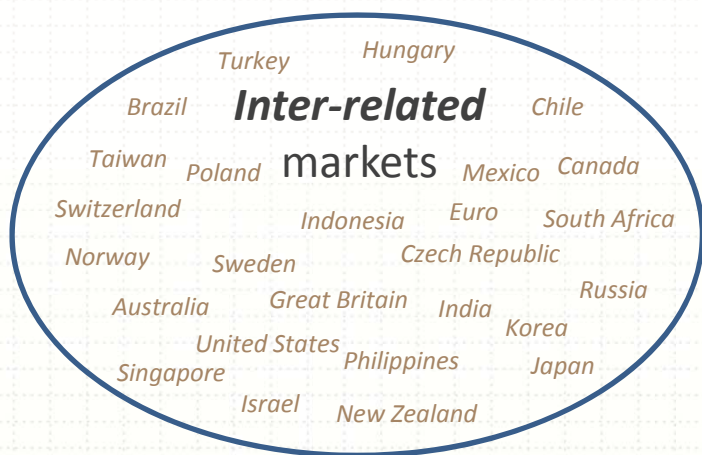 Turkey Hungary
Brazil Inter-related Chile
Taiwan Poland markets Mexico Canada
Switzerland Indonesia Euro South Africa
Norway Sweden Czech Republic
Australia Great Britain India Russia
United States Philippines Korea
Singapore Japan
Israel New Zealand